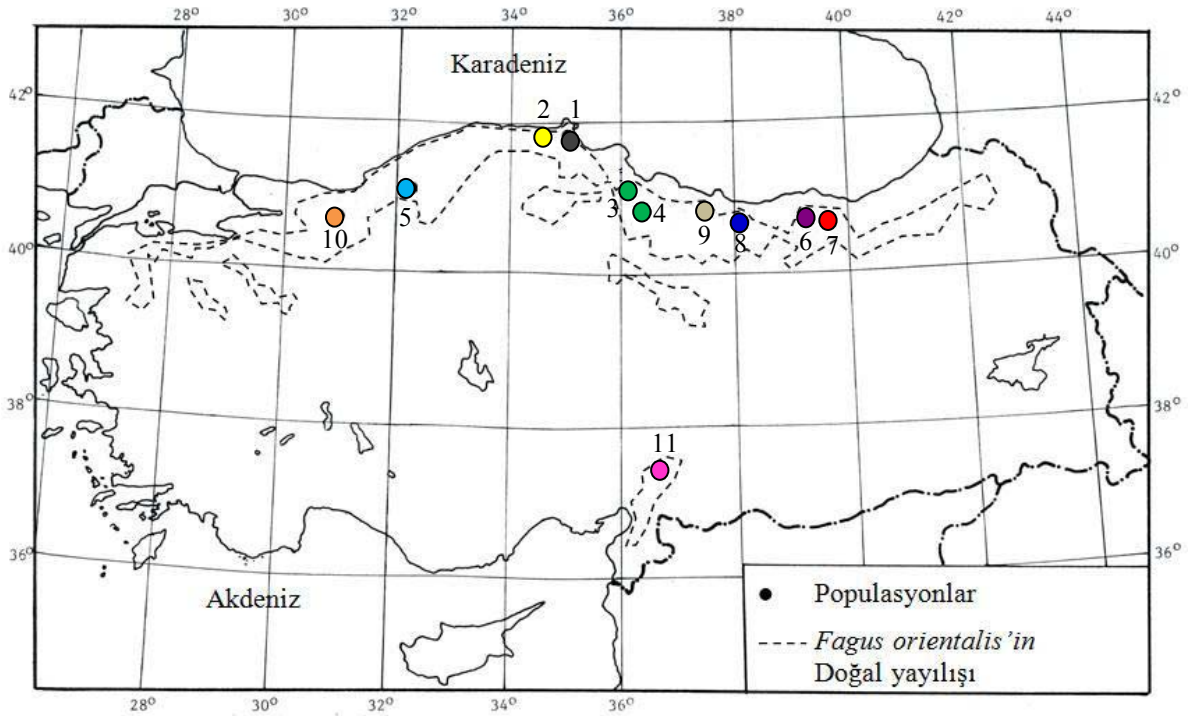 28° 30° 32° 34° 36° 38° 40° 42° 44°
Karadeniz
42° 42°
2 1
3 4
5
9 8 6 7
10
40° 40°
38° 38°
11
36° 36°
Akdeniz
Populasyonlar
Fagus orientalis’in
Doğal yayılışı
28° 30° 32° 34° 36°